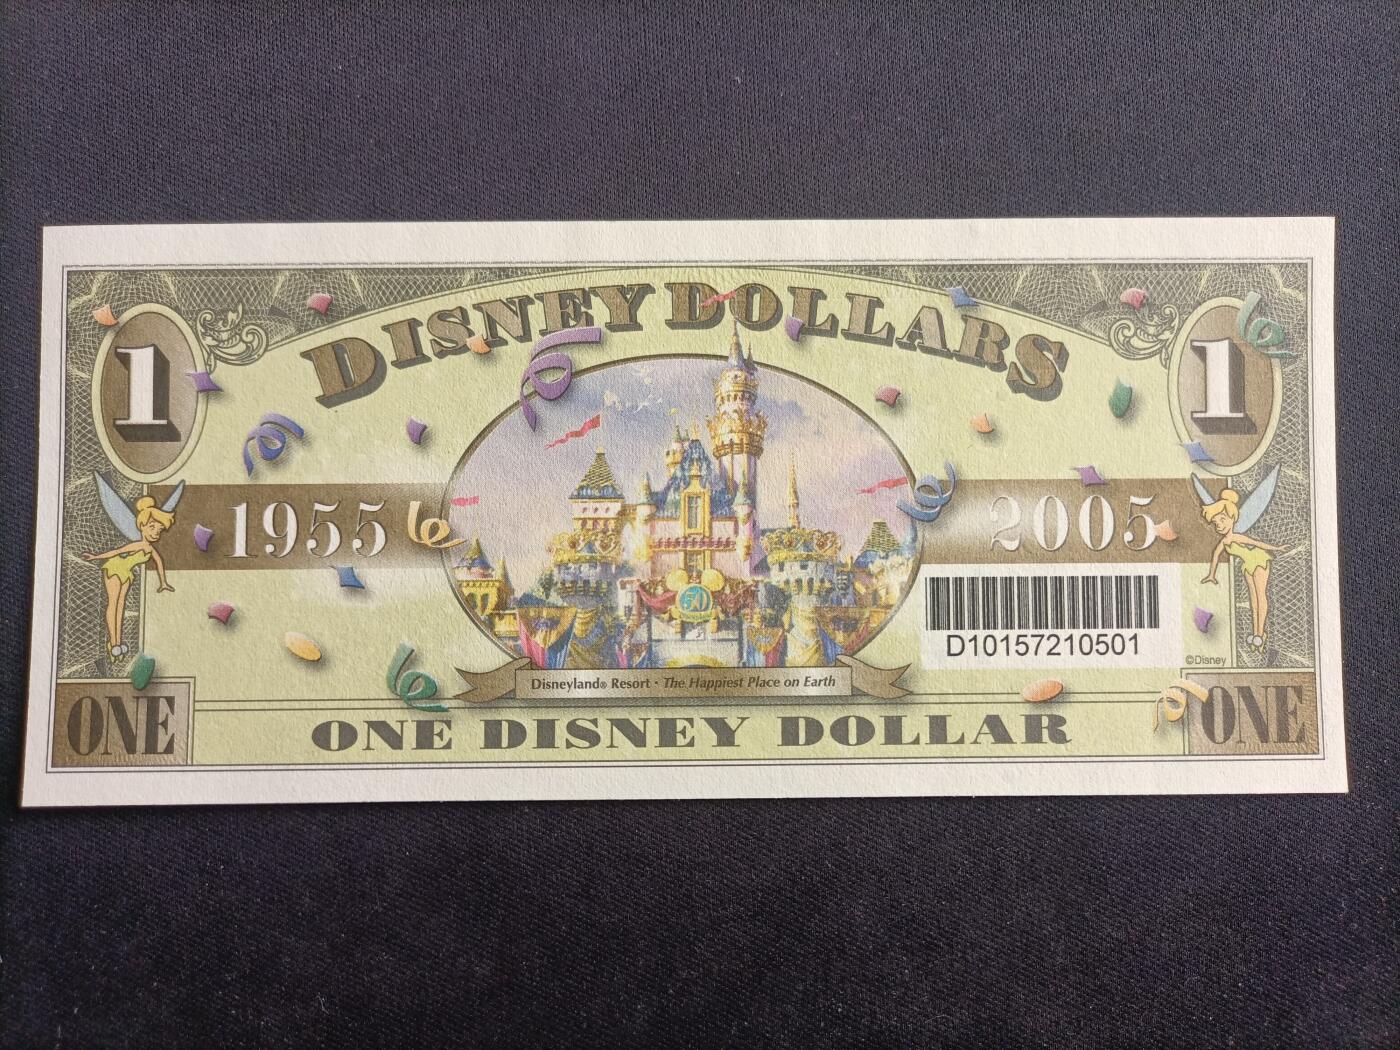 DISNEY DOLLARS
1
1
1955
2005
50
D10157210501
©Disney
Disneyland® Resort · The Happiest Place on Earth
ONE
ONE DISNEY DOLLAR
ONE